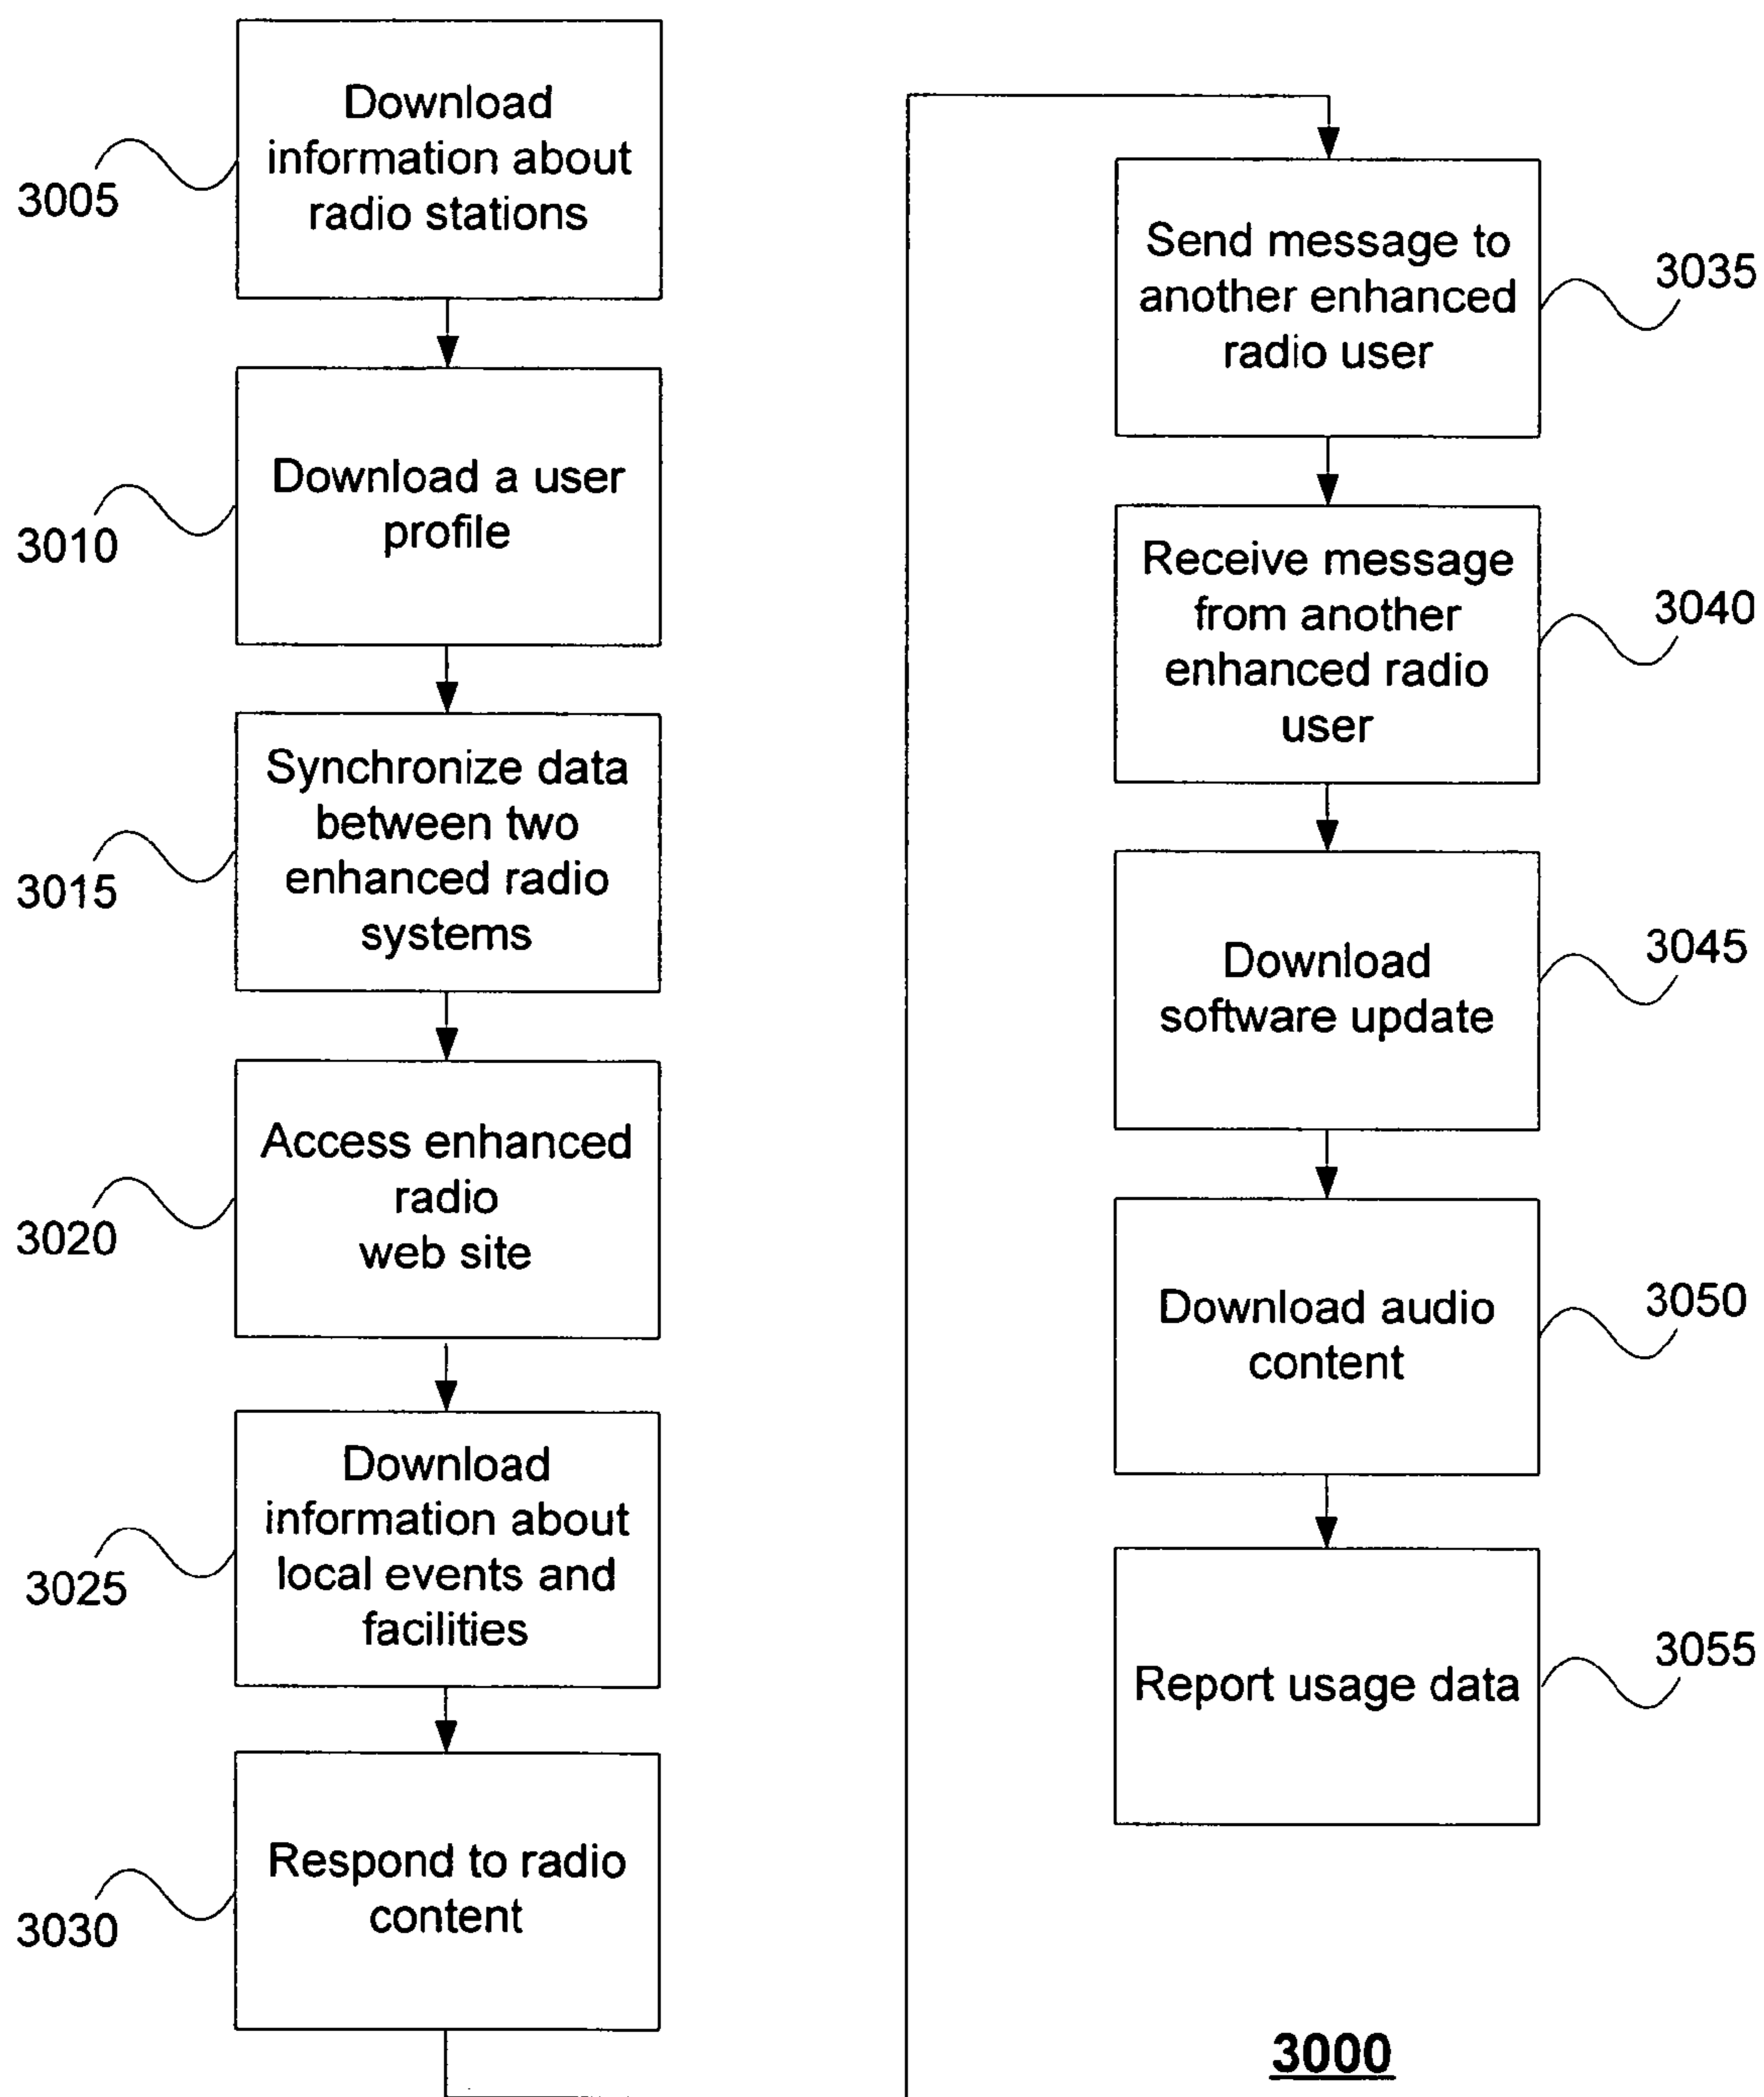 Download
information about
radio stations
3005
Download a user
profile
3010
Synchronize data
between two
enhanced radio
systems
3015
Access enhanced
radio
web site
3020
Download
information about
local events and
facilities
3025
Respond to radio
content
3030
Send message to
another enhanced
radio user
3035
Receive message
from another
enhanced radio
user
3040
Download
software update
3045
Download audio
content
3050
Report usage data
3055
3000